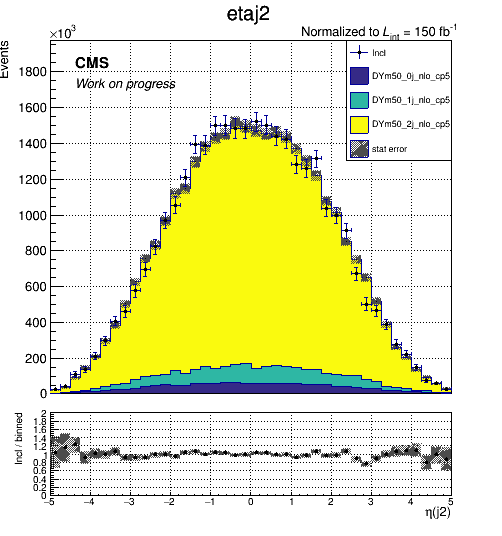 etaj2
Normalized to L_int = 150 fb⁻¹
×10³
Events
CMS
Work on progress
Incl
DYm50_0j_nlo_cp5
DYm50_1j_nlo_cp5
DYm50_2j_nlo_cp5
stat error
1800
1600
1400
1200
1000
800
600
400
200
0
Incl / binned
2
1.8
1.6
1.4
1.2
1
0.8
0.6
0.4
0.2
0
−5 −4 −3 −2 −1 0 1 2 3 4 5
η(j2)